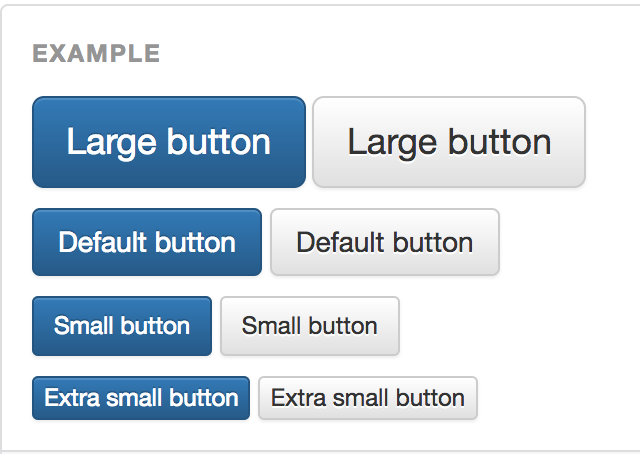 EXAMPLE
Large button Large button
Default button Default button
Small button Small button
Extra small button Extra small button